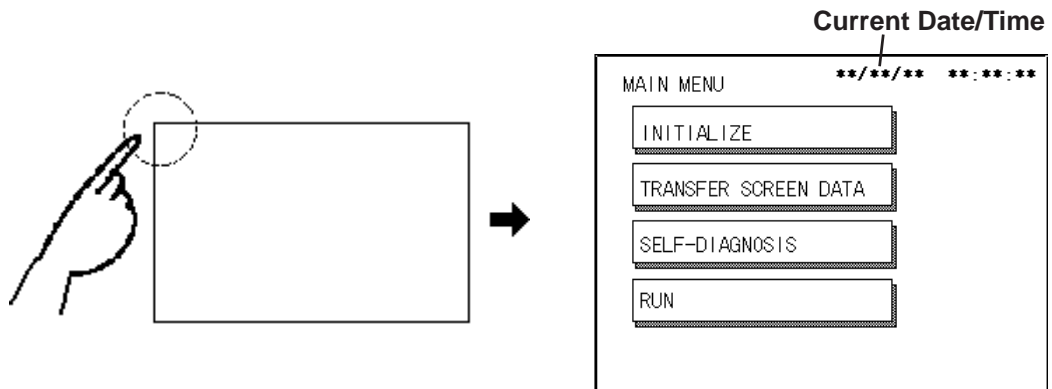 Current Date/Time
MAIN MENU **/**/** **:**:**
INITIALIZE
TRANSFER SCREEN DATA
SELF-DIAGNOSIS
RUN